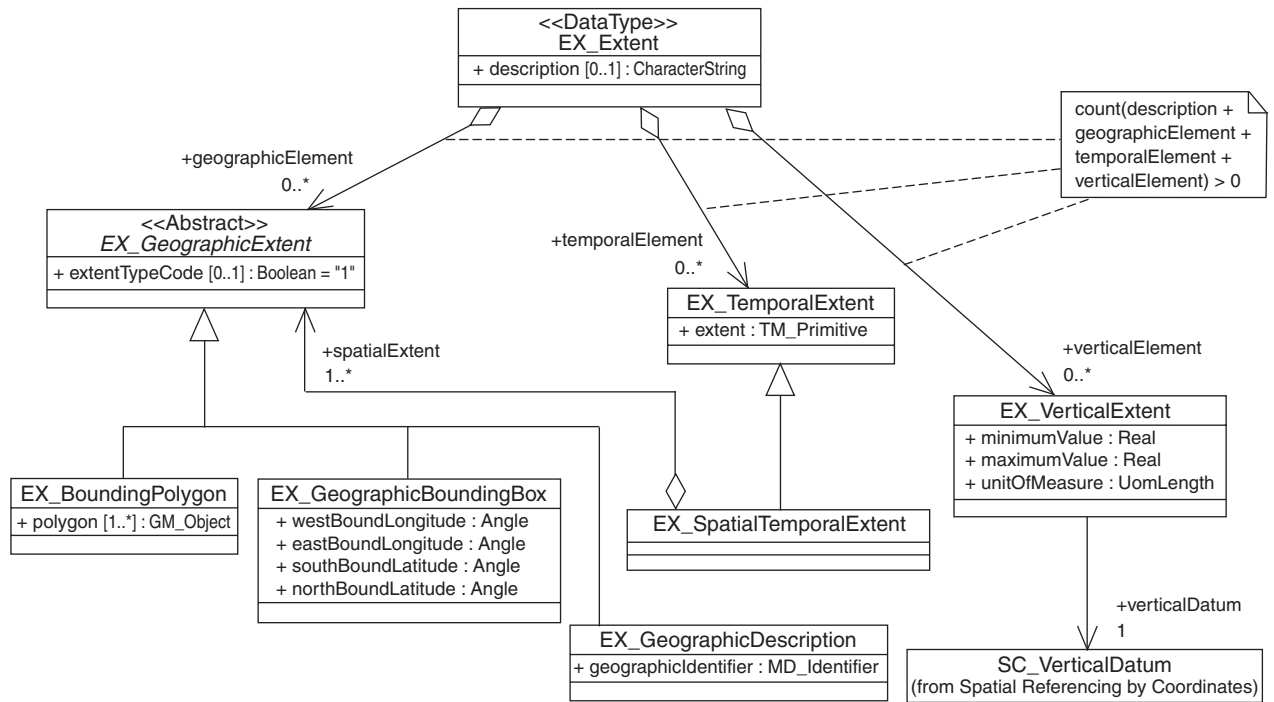 <<DataType>>
EX_Extent
+ description [0..1] : CharacterString
count(description +
geographicElement +
temporalElement +
verticalElement) > 0
+geographicElement
0..*
<<Abstract>>
EX_GeographicExtent
+ extentTypeCode [0..1] : Boolean = "1"
+temporalElement
0..*
EX_TemporalExtent
+ extent : TM_Primitive
+spatialExtent
1..*
+verticalElement
0..*
EX_VerticalExtent
+ minimumValue : Real
+ maximumValue : Real
+ unitOfMeasure : UomLength
EX_BoundingPolygon
+ polygon [1..*] : GM_Object
EX_GeographicBoundingBox
+ westBoundLongitude : Angle
+ eastBoundLongitude : Angle
+ southBoundLatitude : Angle
+ northBoundLatitude : Angle
EX_SpatialTemporalExtent
EX_GeographicDescription
+ geographicIdentifier : MD_Identifier
+verticalDatum
1
SC_VerticalDatum
(from Spatial Referencing by Coordinates)